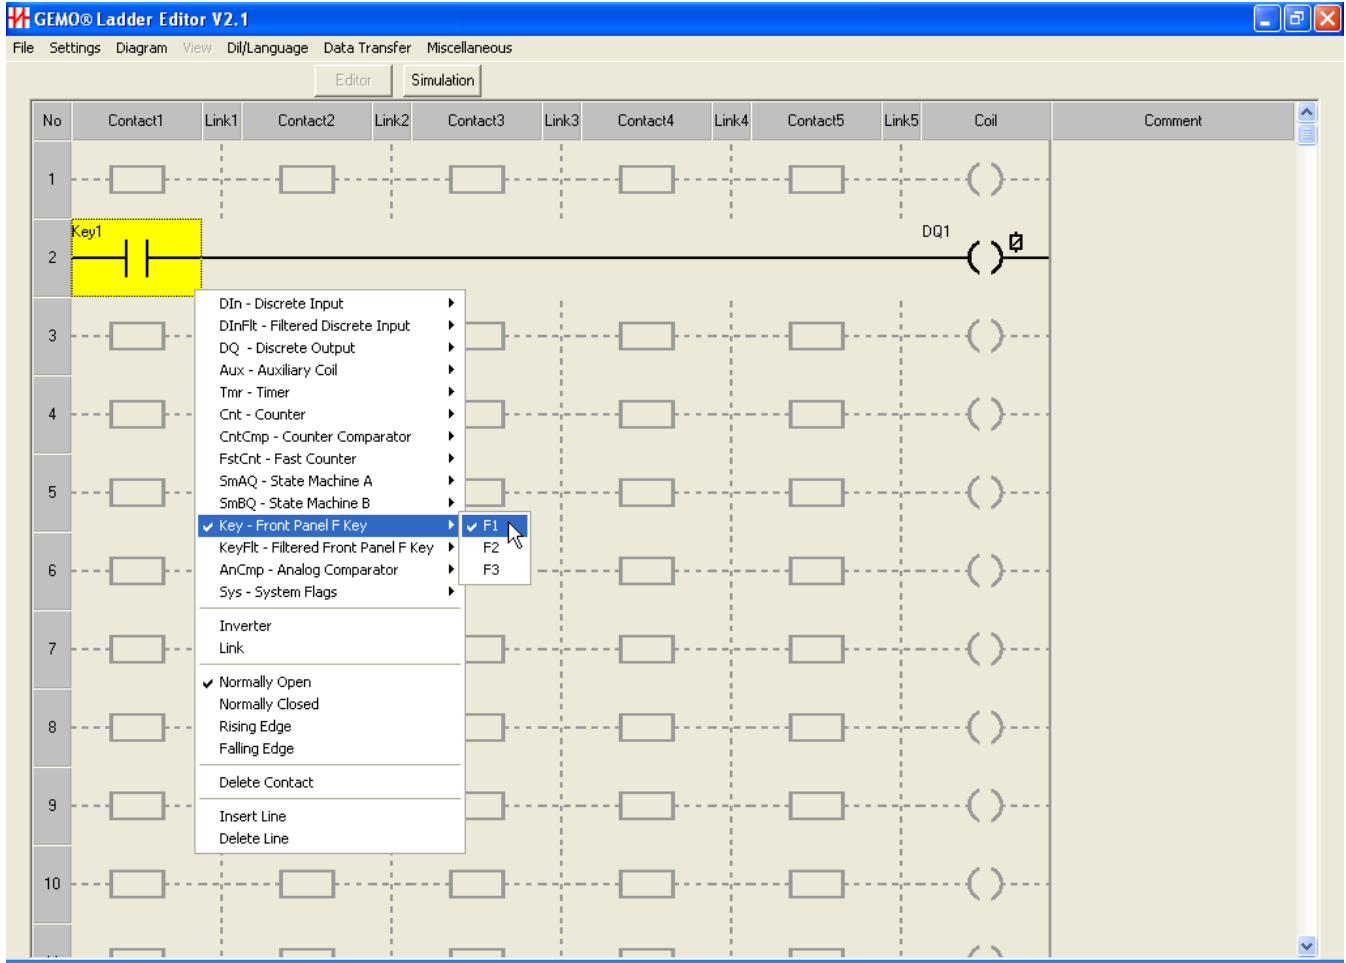 GEMO® Ladder Editor V2.1
File Settings Diagram View Dil/Language Data Transfer Miscellaneous
Editor Simulation
No Contact1 Link1 Contact2 Link2 Contact3 Link3 Contact4 Link4 Contact5 Link5 Coil Comment
1
Key1 DQ1
2
DIn - Discrete Input
DInFlt - Filtered Discrete Input
3
DQ - Discrete Output
Aux - Auxiliary Coil
Tmr - Timer
4
Cnt - Counter
CntCmp - Counter Comparator
FstCnt - Fast Counter
SmAQ - State Machine A
5
SmBQ - State Machine B
Key - Front Panel F Key F1
KeyFlt - Filtered Front Panel F Key F2
6
AnCmp - Analog Comparator F3
Sys - System Flags
Inverter
7
Link
Normally Open
Normally Closed
8
Rising Edge
Falling Edge
Delete Contact
9
Insert Line
Delete Line
10